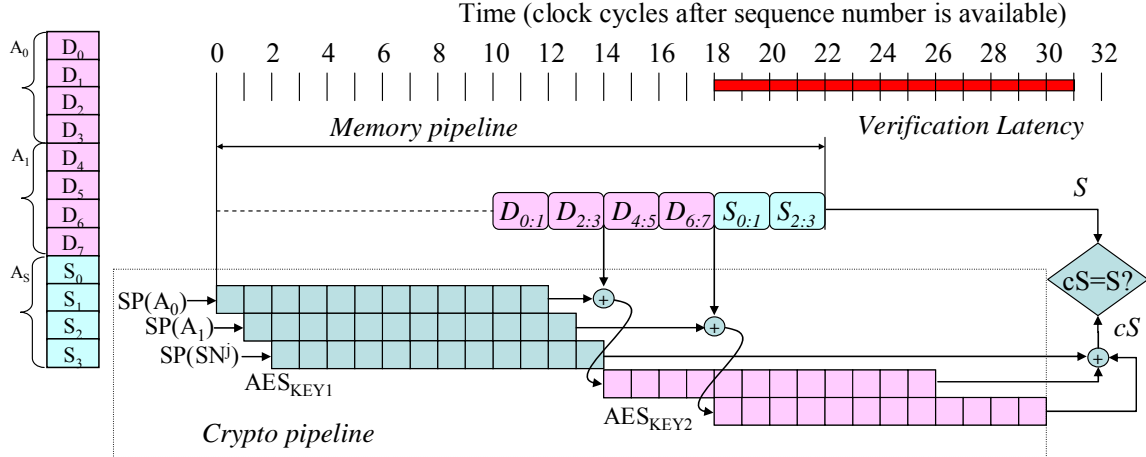 Time (clock cycles after sequence number is available)
0 2 4 6 8 10 12 14 16 18 20 22 24 26 28 30 32
A0
D0
D1
D2
D3
A1
D4
D5
D6
D7
AS
S0
S1
S2
S3
Memory pipeline
Verification Latency
D0:1 D2:3 D4:5 D6:7 S0:1 S2:3
S
cS=S?
cS
SP(A0)
+
SP(A1)
+
SP(SNj)
+
AESKEY1
AESKEY2
Crypto pipeline